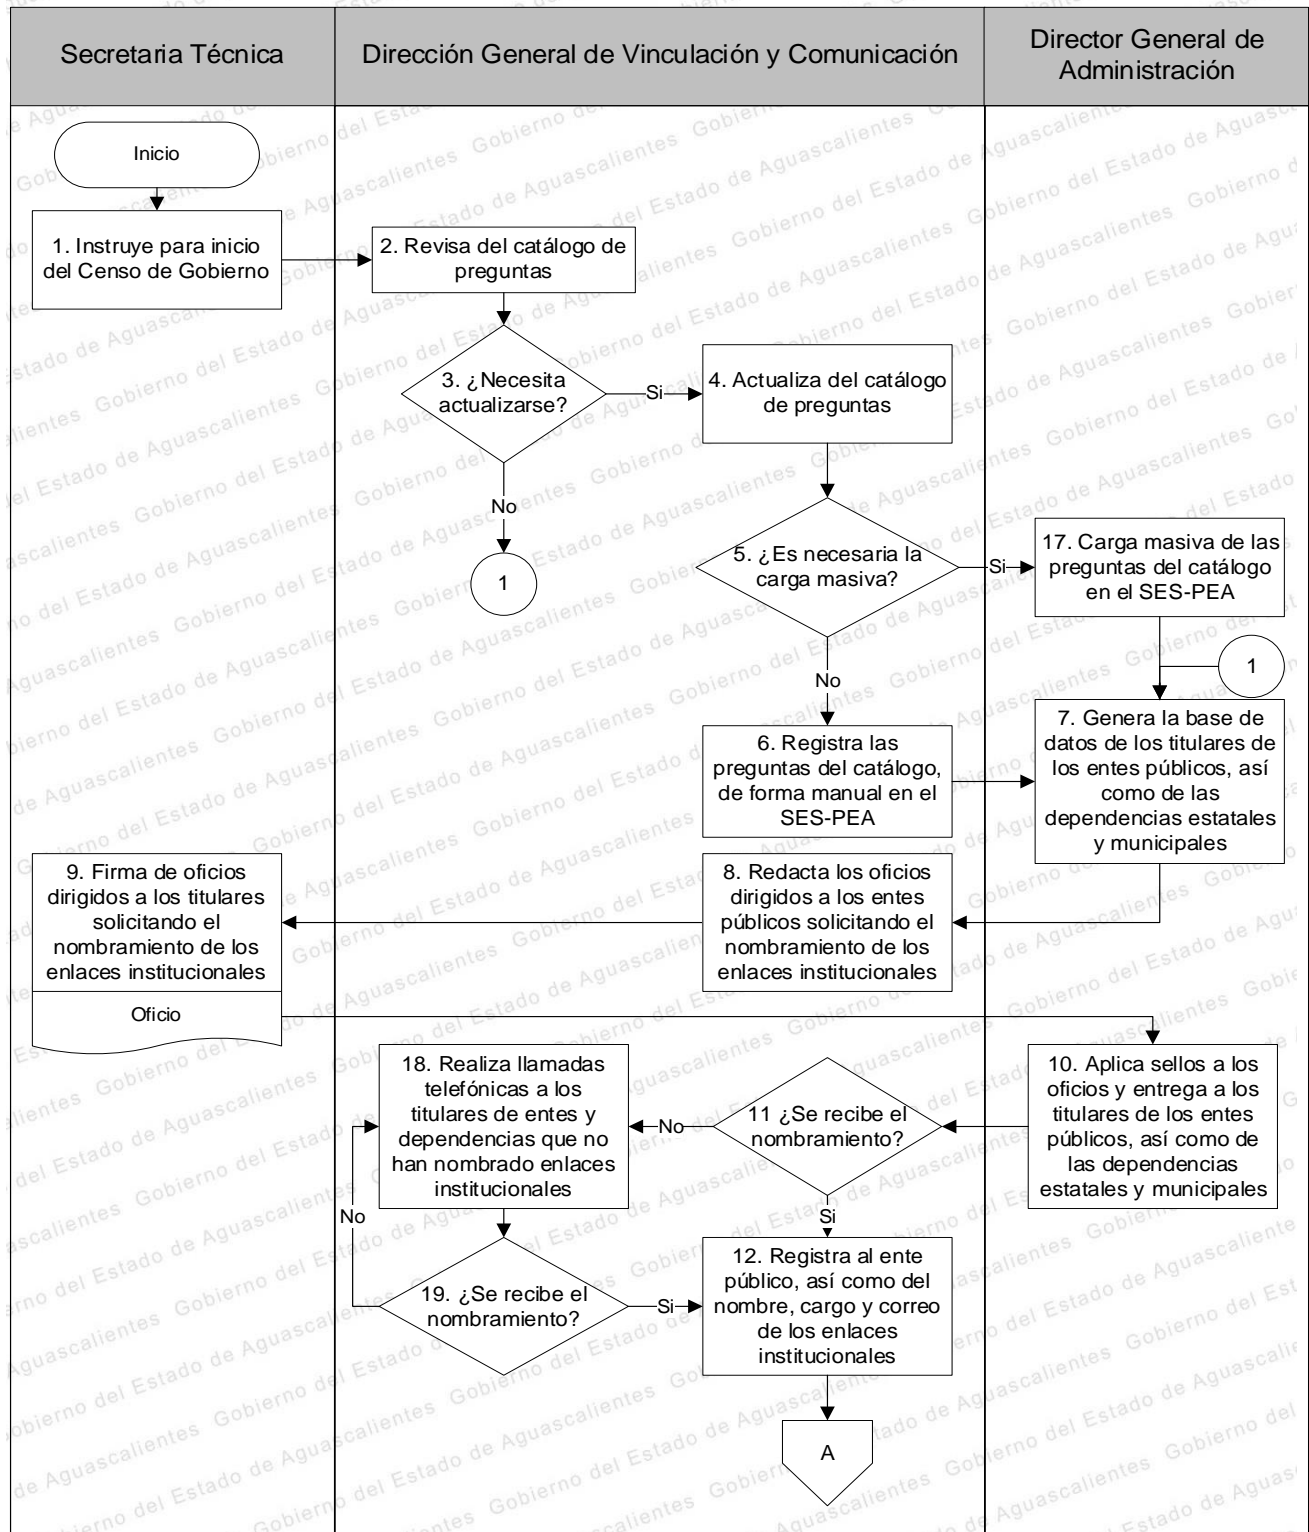 Secretaria Técnica
Dirección General de Vinculación y Comunicación
Director General de
Administración
Inicio
1. Instruye para inicio
del Censo de Gobierno
2. Revisa del catálogo de
preguntas
3. ¿Necesita
actualizarse?
Si
4. Actualiza del catálogo
de preguntas
No
1
5. ¿Es necesaria la
carga masiva?
Si
17. Carga masiva de las
preguntas del catálogo
en el SES-PEA
1
No
6. Registra las
preguntas del catálogo,
de forma manual en el
SES-PEA
7. Genera la base de
datos de los titulares de
los entes públicos, así
como de las
dependencias estatales
y municipales
8. Redacta los oficios
dirigidos a los entes
públicos solicitando el
nombramiento de los
enlaces institucionales
9. Firma de oficios
dirigidos a los titulares
solicitando el
nombramiento de los
enlaces institucionales
Oficio
10. Aplica sellos a los
oficios y entrega a los
titulares de los entes
públicos, así como de
las dependencias
estatales y municipales
11 ¿Se recibe el
nombramiento?
No
18. Realiza llamadas
telefónicas a los
titulares de entes y
dependencias que no
han nombrado enlaces
institucionales
Si
No
19. ¿Se recibe el
nombramiento?
Si
12. Registra al ente
público, así como del
nombre, cargo y correo
de los enlaces
institucionales
A
Gobierno del Estado de Aguascalientes